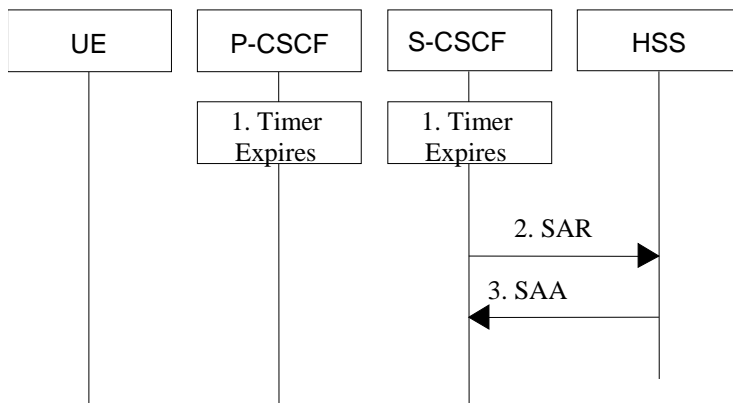 UE
P-CSCF
S-CSCF
HSS
1. Timer
Expires
1. Timer
Expires
2. SAR
3. SAA